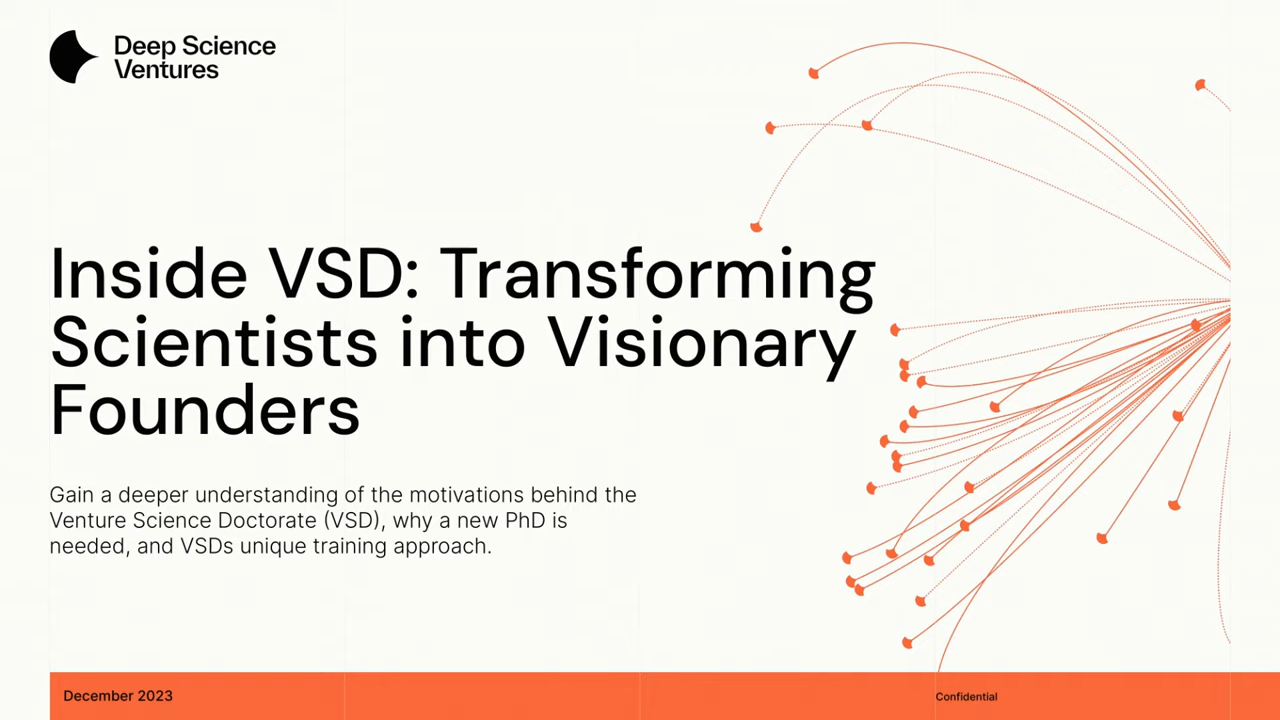 Deep Science
Ventures
Inside VSD: Transforming
Scientists into Visionary
Founders
Gain a deeper understanding of the motivations behind the
Venture Science Doctorate (VSD), why a new PhD is
needed, and VSDs unique training approach.
December 2023
Confidential